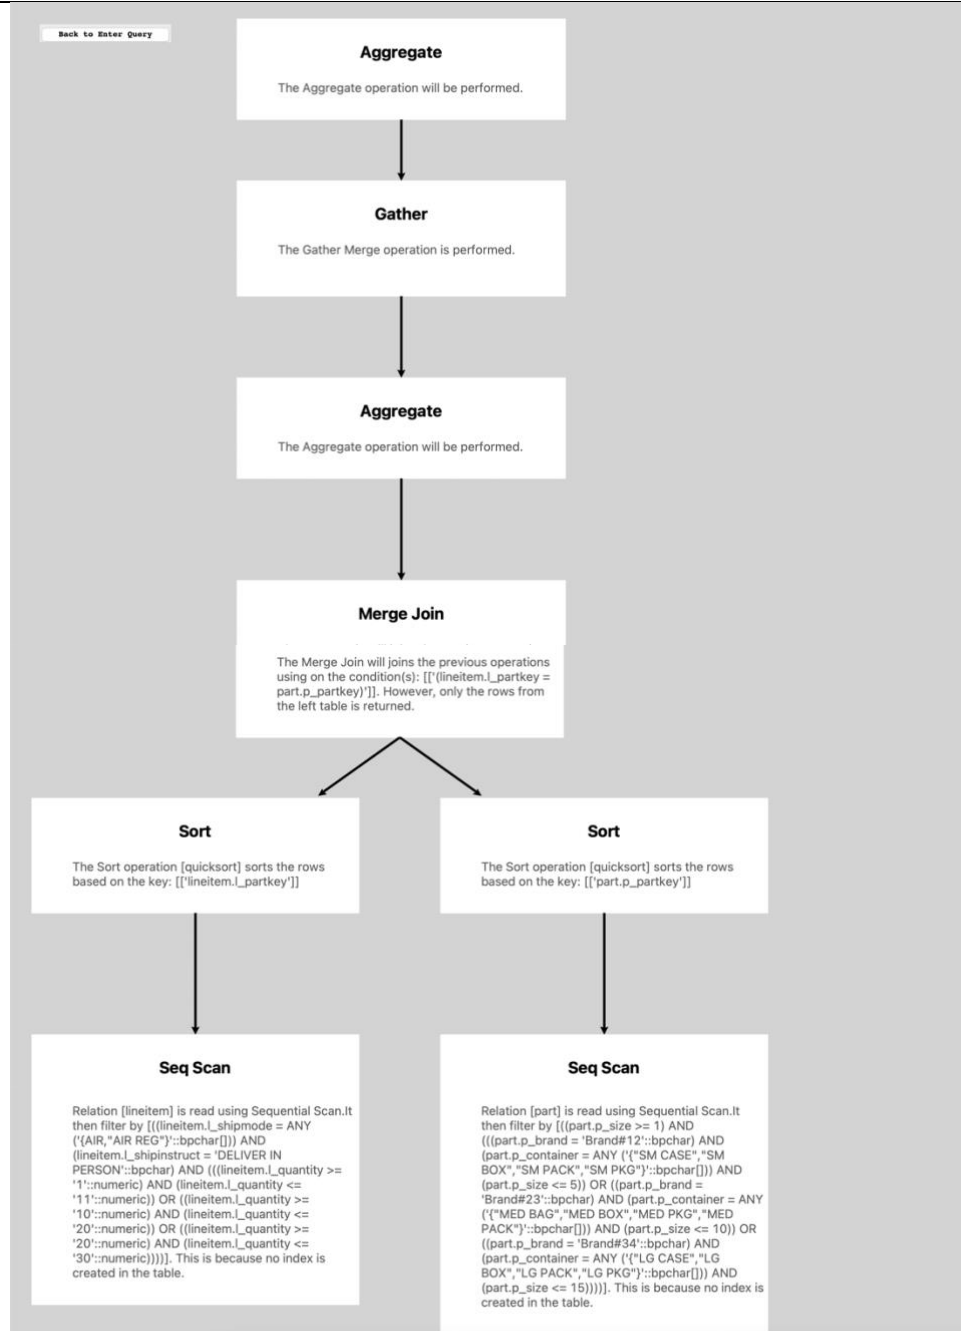 Back to Enter Query
Aggregate
The Aggregate operation will be performed.
Gather
The Gather Merge operation is performed.
Aggregate
The Aggregate operation will be performed.
Merge Join
The Merge Join will joins the previous operations
using on the condition(s): [['(lineitem.l_partkey =
part.p_partkey)']]. However, only the rows from
the left table is returned.
Sort
The Sort operation [quicksort] sorts the rows
based on the key: [['lineitem.l_partkey']]
Sort
The Sort operation [quicksort] sorts the rows
based on the key: [['part.p_partkey']]
Seq Scan
Relation [lineitem] is read using Sequential Scan.It
then filter by [((lineitem.l_shipmode = ANY
('{AIR,"AIR REG"}'::bpchar[])) AND
(lineitem.l_shipinstruct = 'DELIVER IN
PERSON'::bpchar) AND (((lineitem.l_quantity >=
'1'::numeric) AND (lineitem.l_quantity <=
'11'::numeric)) OR ((lineitem.l_quantity >=
'10'::numeric) AND (lineitem.l_quantity <=
'20'::numeric)) OR ((lineitem.l_quantity >=
'20'::numeric) AND (lineitem.l_quantity <=
'30'::numeric))))]. This is because no index is
created in the table.
Seq Scan
Relation [part] is read using Sequential Scan.It
then filter by [((part.p_size >= 1) AND
(((part.p_brand = 'Brand#12'::bpchar) AND
(part.p_container = ANY ('{"SM CASE","SM
BOX","SM PACK","SM PKG"}'::bpchar[])) AND
(part.p_size <= 5)) OR ((part.p_brand =
'Brand#23'::bpchar) AND (part.p_container = ANY
('{"MED BAG","MED BOX","MED PKG","MED
PACK"}'::bpchar[])) AND (part.p_size <= 10)) OR
((part.p_brand = 'Brand#34'::bpchar) AND
(part.p_container = ANY ('{"LG CASE","LG
BOX","LG PACK","LG PKG"}'::bpchar[])) AND
(part.p_size <= 15))))]. This is because no index is
created in the table.